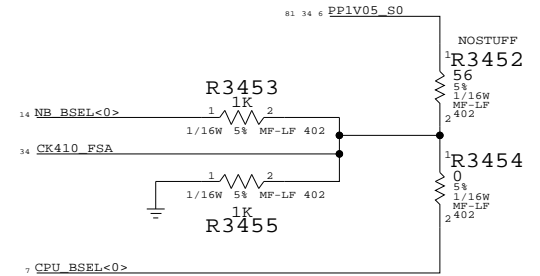 81 34 6 PP1V05_S0
NOSTUFF
1 R3452
56
5%
1/16W
MF-LF
2 402
R3453
1K
1 2
14 NB_BSEL<0>
1/16W 5% MF-LF 402
34 CK410_FSA
1 R3454
0
5%
1/16W
MF-LF
2 402
1 2
1/16W 5% MF-LF 402
1K
R3455
7 CPU_BSEL<0>